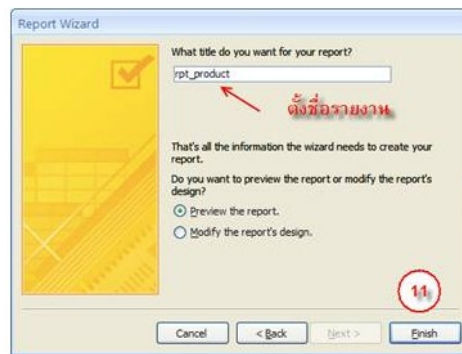 Report Wizard
What title do you want for your report?
rpt_product
ตั้งชื่อรายงาน
That's all the information the wizard needs to create your
report.
Do you want to preview the report or modify the report's
design?
Preview the report.
Modify the report's design.
11
Cancel < Back Next > Finish